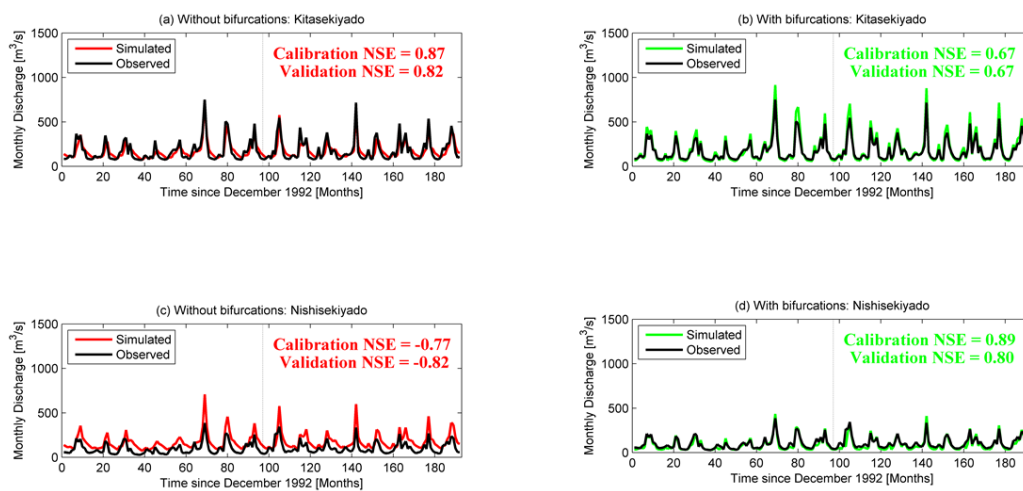 (a) Without bifurcations: Kitasekiyado
1500
1000
500
0
Monthly Discharge [m³/s]
Simulated
Observed
Calibration NSE = 0.87
Validation NSE = 0.82
0 20 40 60 80 100 120 140 160 180
Time since December 1992 [Months]
(b) With bifurcations: Kitasekiyado
1500
1000
500
0
Monthly Discharge [m³/s]
Simulated
Observed
Calibration NSE = 0.67
Validation NSE = 0.67
0 20 40 60 80 100 120 140 160 180
Time since December 1992 [Months]
(c) Without bifurcations: Nishisekiyado
1500
1000
500
0
Monthly Discharge [m³/s]
Simulated
Observed
Calibration NSE = -0.77
Validation NSE = -0.82
0 20 40 60 80 100 120 140 160 180
Time since December 1992 [Months]
(d) With bifurcations: Nishisekiyado
1500
1000
500
0
Monthly Discharge [m³/s]
Simulated
Observed
Calibration NSE = 0.89
Validation NSE = 0.80
0 20 40 60 80 100 120 140 160 180
Time since December 1992 [Months]